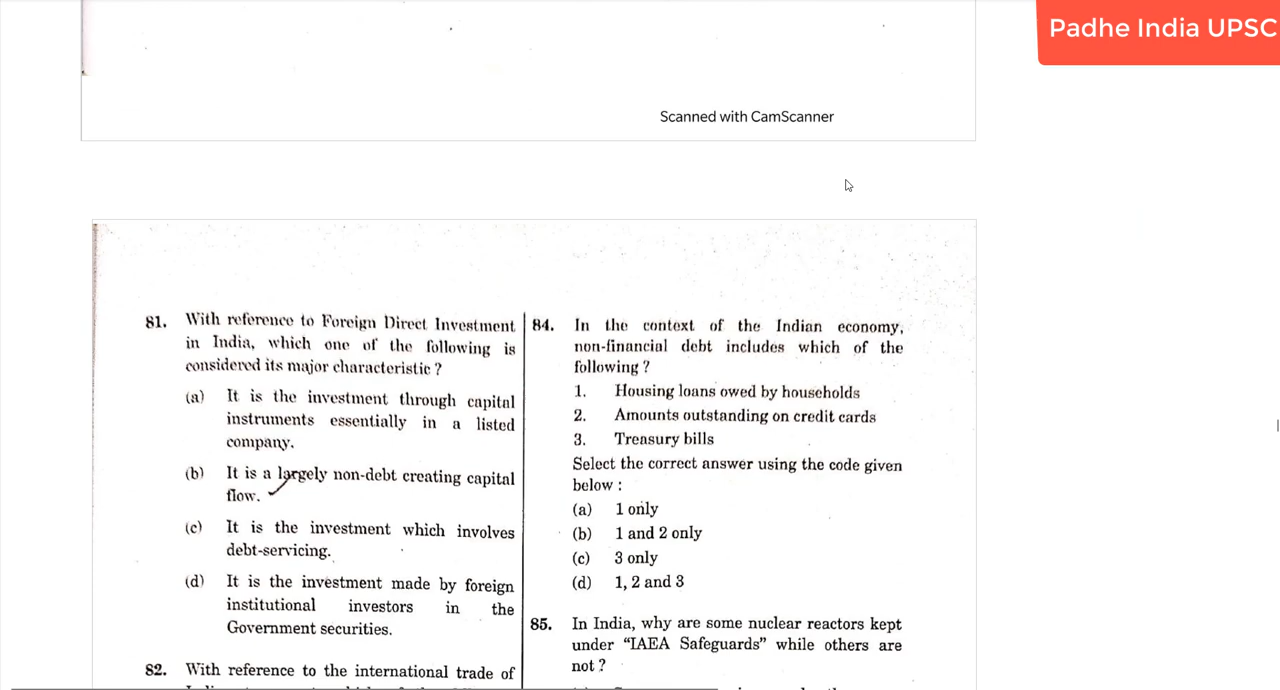 Padhe India UPSC
Scanned with CamScanner
81. With reference to Foreign Direct Investment
in India, which one of the following is
considered its major characteristic ?
(a) It is the investment through capital
instruments essentially in a listed
company.
(b) It is a largely non-debt creating capital
flow.
(c) It is the investment which involves
debt-servicing.
(d) It is the investment made by foreign
institutional investors in the
Government securities.
82. With reference to the international trade of
84. In the context of the Indian economy,
non-financial debt includes which of the
following ?
1. Housing loans owed by households
2. Amounts outstanding on credit cards
3. Treasury bills
Select the correct answer using the code given
below :
(a) 1 only
(b) 1 and 2 only
(c) 3 only
(d) 1, 2 and 3
85. In India, why are some nuclear reactors kept
under “IAEA Safeguards” while others are
not ?